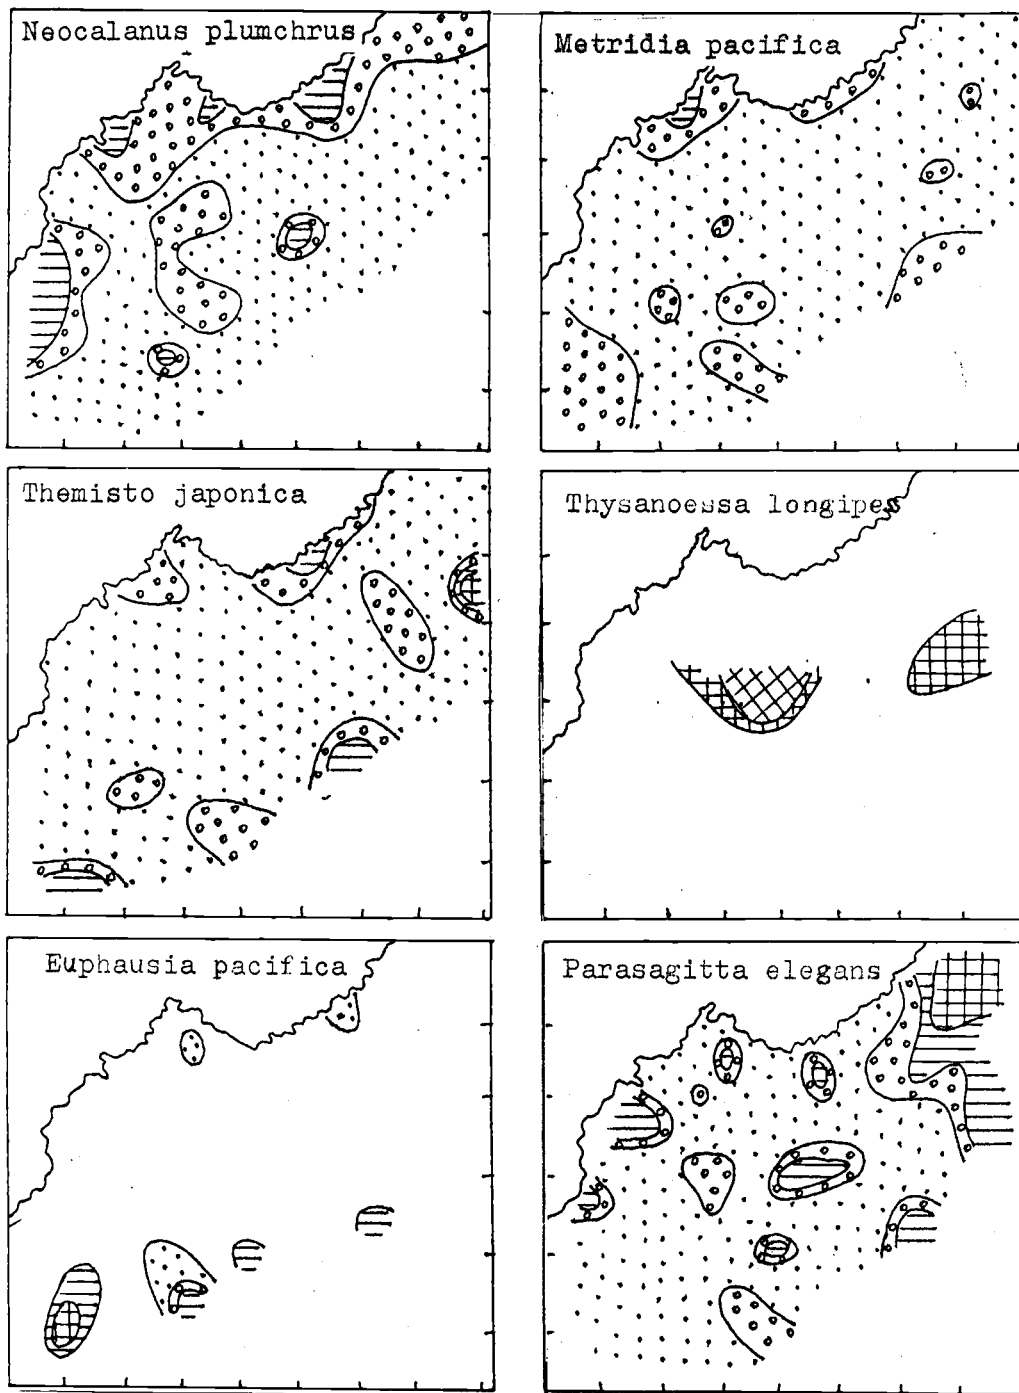 Neocalanus plumchrus
Metridia pacifica
Themisto japonica
Thysanoessa longipes
Euphausia pacifica
Parasagitta elegans